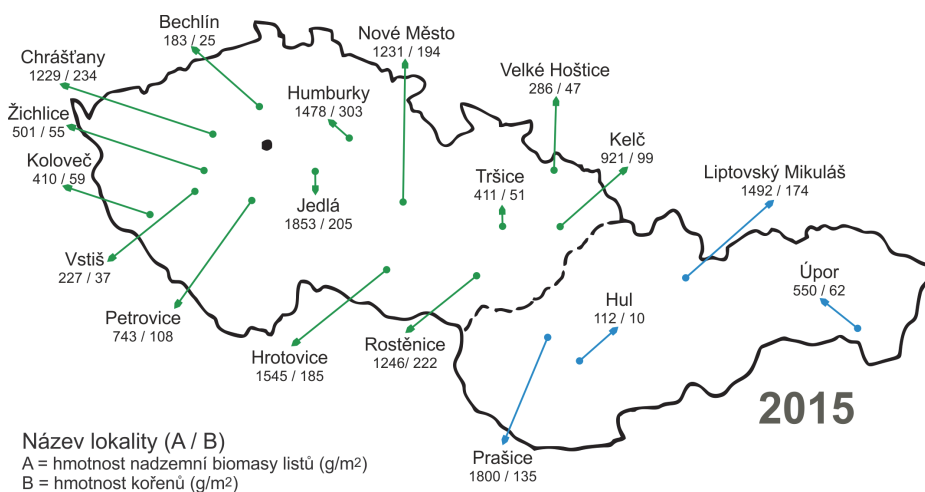 Bechlín
183 / 25
Nové Město
1231 / 194
Chrášťany
1229 / 234
Velké Hoštice
286 / 47
Humburky
1478 / 303
Žichlice
501 / 55
Kelč
921 / 99
Koloveč
410 / 59
Tršice
411 / 51
Liptovský Mikuláš
1492 / 174
Jedlá
1853 / 205
Vstiš
227 / 37
Úpor
550 / 62
Hul
112 / 10
Petrovice
743 / 108
Hrotovice
1545 / 185
Rostěnice
1246/ 222
2015
Prašice
1800 / 135
Název lokality (A / B)
A = hmotnost nadzemní biomasy listů (g/m2)
B = hmotnost kořenů (g/m2)